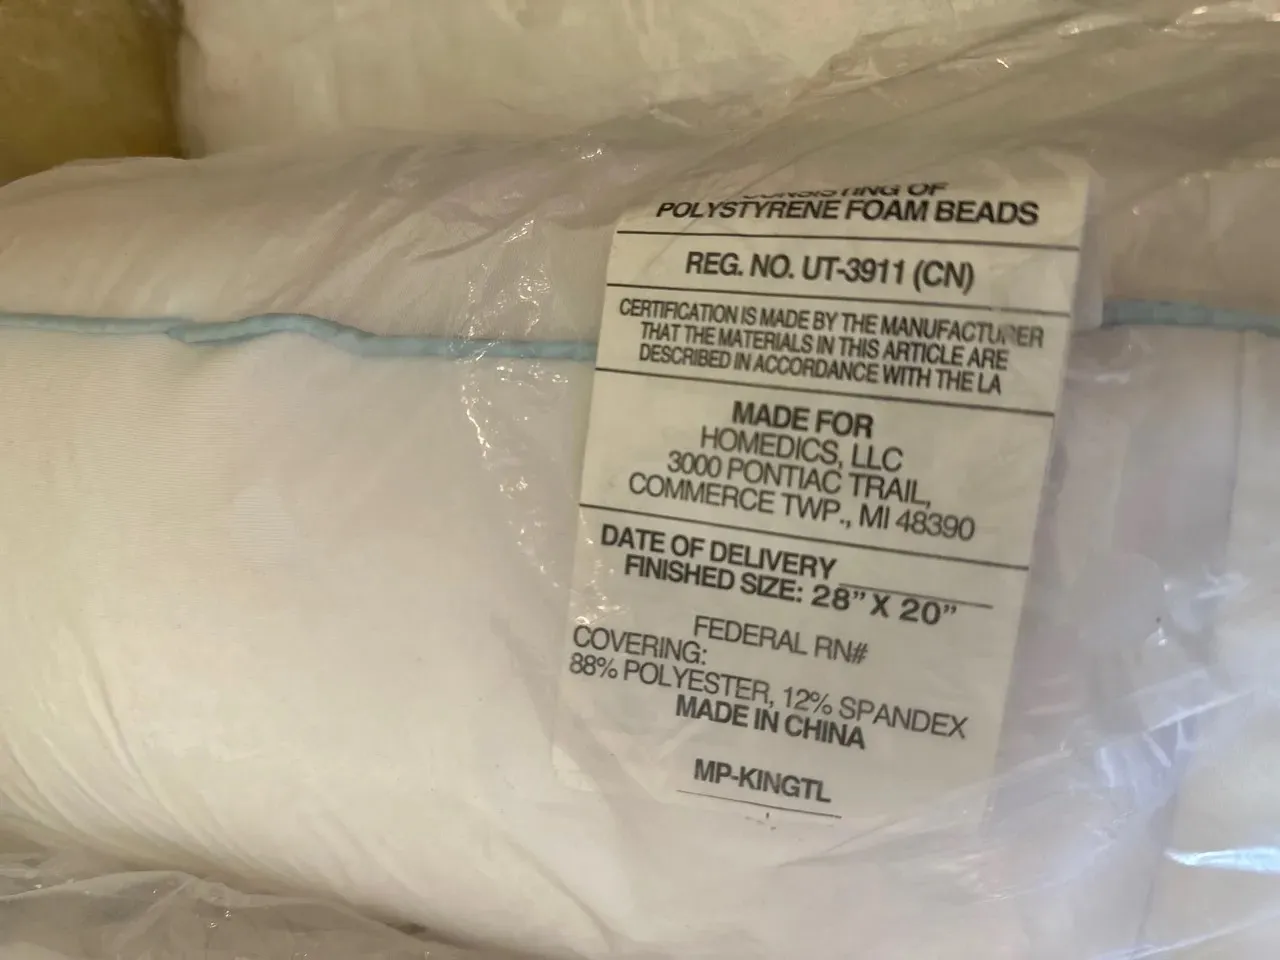 CONSISTING OF
POLYSTYRENE FOAM BEADS
REG. NO. UT-3911 (CN)
CERTIFICATION IS MADE BY THE MANUFACTURER
THAT THE MATERIALS IN THIS ARTICLE ARE
DESCRIBED IN ACCORDANCE WITH THE LA
MADE FOR
HOMEDICS, LLC
3000 PONTIAC TRAIL,
COMMERCE TWP., MI 48390
DATE OF DELIVERY
FINISHED SIZE: 28” X 20”
FEDERAL RN#
COVERING:
88% POLYESTER, 12% SPANDEX
MADE IN CHINA
MP-KINGTL